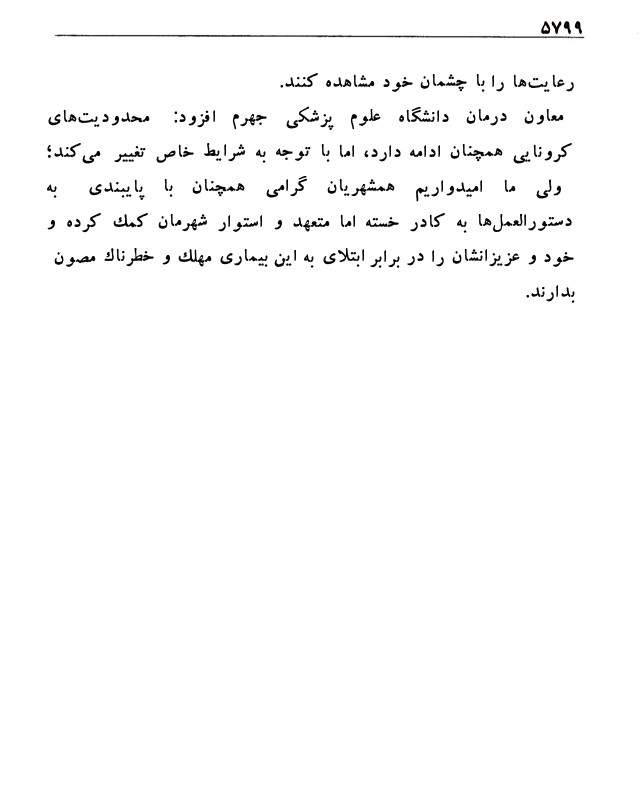 ۵۷۹۹
رعایت‌ها را با چشمان خود مشاهده کنند.
معاون درمان دانشگاه علوم پزشکی جهرم افزود: محدودیت‌های
کرونایی همچنان ادامه دارد، اما با توجه به شرایط خاص تغییر می‌کند؛
ولی ما امیدواریم همشهریان گرامی همچنان با پایبندی به
دستورالعمل‌ها به کادر خسته اما متعهد و استوار شهرمان کمك کرده و
خود و عزیزانشان را در برابر ابتلای به این بیماری مهلك و خطرناك مصون
بدارند.